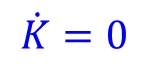 K̇ = 0